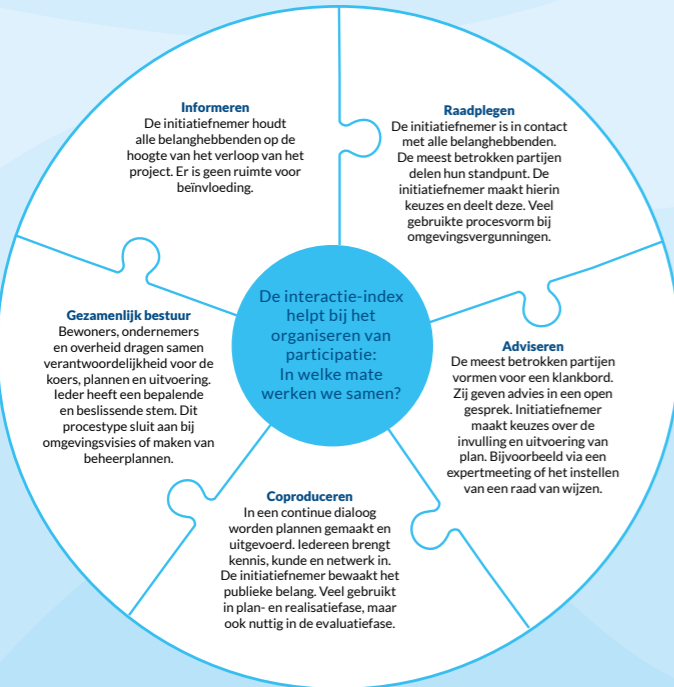 Informeren
De initiatiefnemer houdt
alle belanghebbenden op de
hoogte van het verloop van het
project. Er is geen ruimte voor
beïnvloeding.
Raadplegen
De initiatiefnemer is in contact
met alle belanghebbenden.
De meest betrokken partijen
delen hun standpunt. De
initiatiefnemer maakt hierin
keuzes en deelt deze. Veel
gebruikte procesvorm bij
omgevingsvergunningen.
De interactie-index
helpt bij het
organiseren van
participatie:
In welke mate
werken we samen?
Adviseren
De meest betrokken partijen
vormen voor een klankbord.
Zij geven advies in een open
gesprek. Initiatiefnemer
maakt keuzes over de
invulling en uitvoering van
plan. Bijvoorbeeld via een
expertmeeting of het instellen
van een raad van wijzen.
Coproduceren
In een continue dialoog
worden plannen gemaakt en
uitgevoerd. Iedereen brengt
kennis, kunde en netwerk in.
De initiatiefnemer bewaakt het
publieke belang. Veel gebruikt
in plan- en realisatiefase, maar
ook nuttig in de evaluatiefase.
Gezamenlijk bestuur
Bewoners, ondernemers
en overheid dragen samen
verantwoordelijkheid voor de
koers, plannen en uitvoering.
Ieder heeft een bepalende
en beslissende stem. Dit
procestype sluit aan bij
omgevingsvisies of maken van
beheerplannen.